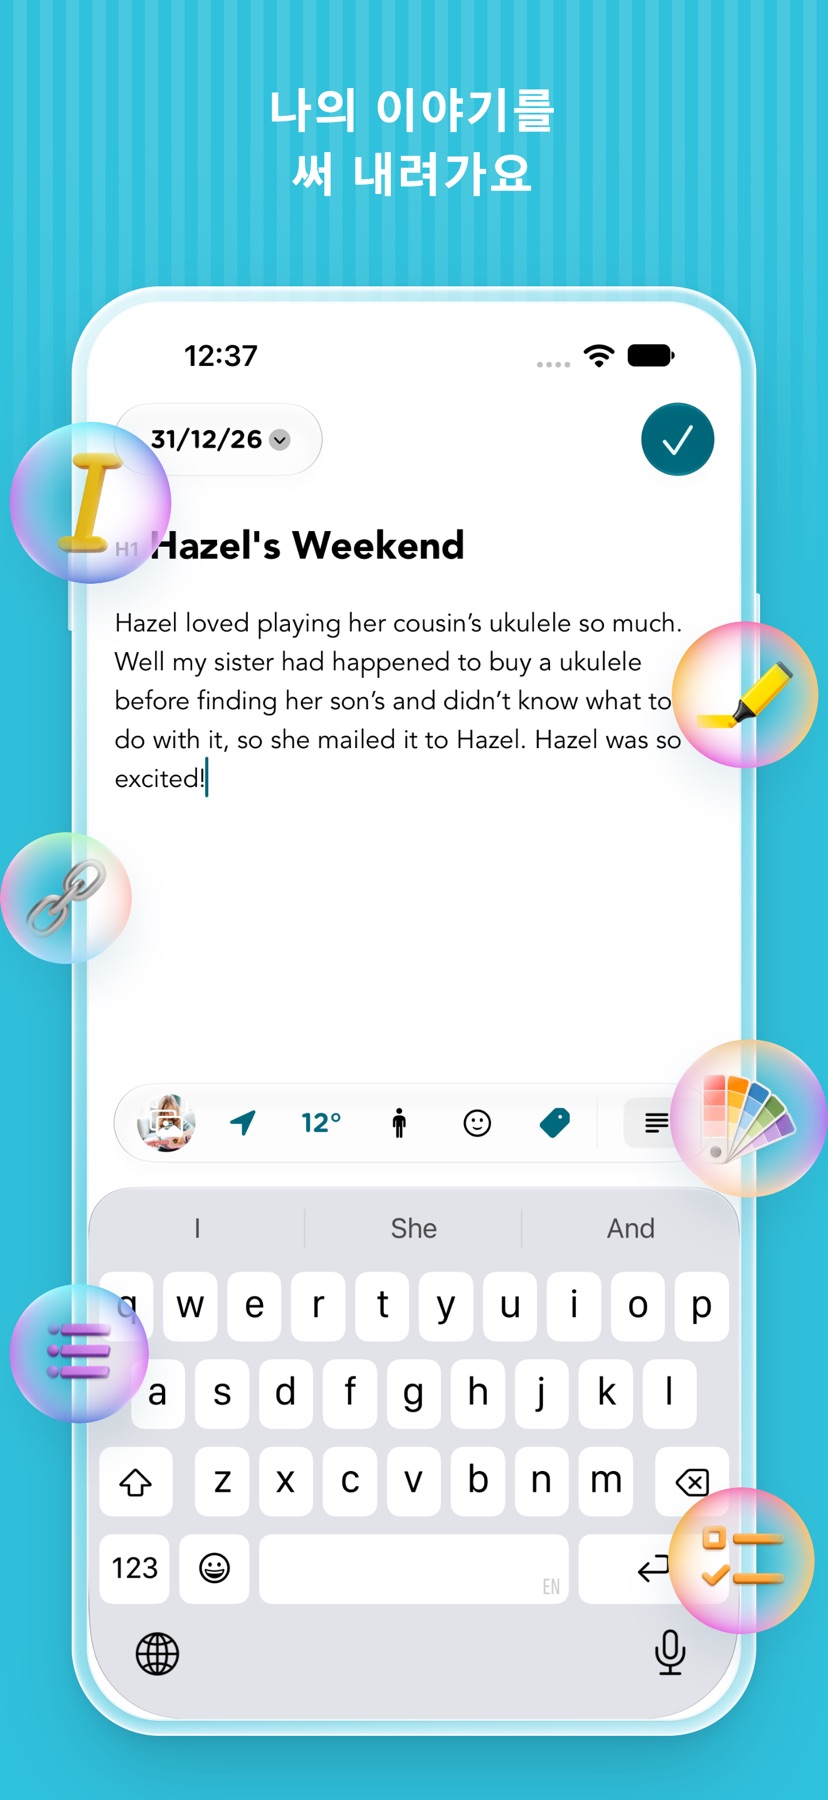 나의 이야기를
써 내려가요
12:37
31/12/26
H1 Hazel's Weekend
Hazel loved playing her cousin’s ukulele so much.
Well my sister had happened to buy a ukulele
before finding her son’s and didn’t know what to
do with it, so she mailed it to Hazel. Hazel was so
excited!
12°
I She And
q w e r t y u i o p
a s d f g h j k l
z x c v b n m
123
EN